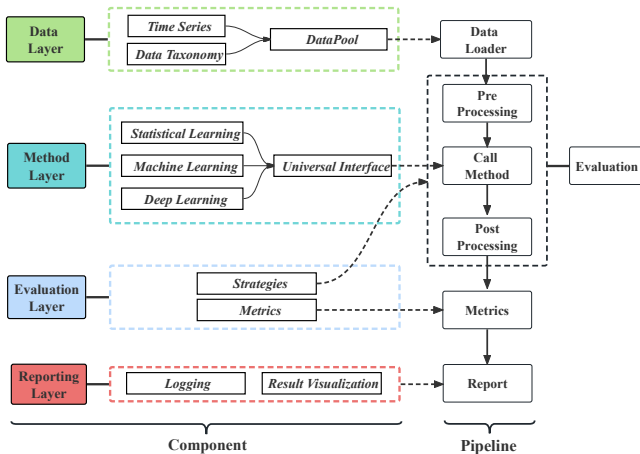 Data
Layer
Time Series
Data Taxonomy
DataPool
Data
Loader
Pre
Processing
Method
Layer
Statistical Learning
Machine Learning
Deep Learning
Universal Interface
Call
Method
Evaluation
Post
Processing
Evaluation
Layer
Strategies
Metrics
Metrics
Reporting
Layer
Logging
Result Visualization
Report
Component
Pipeline